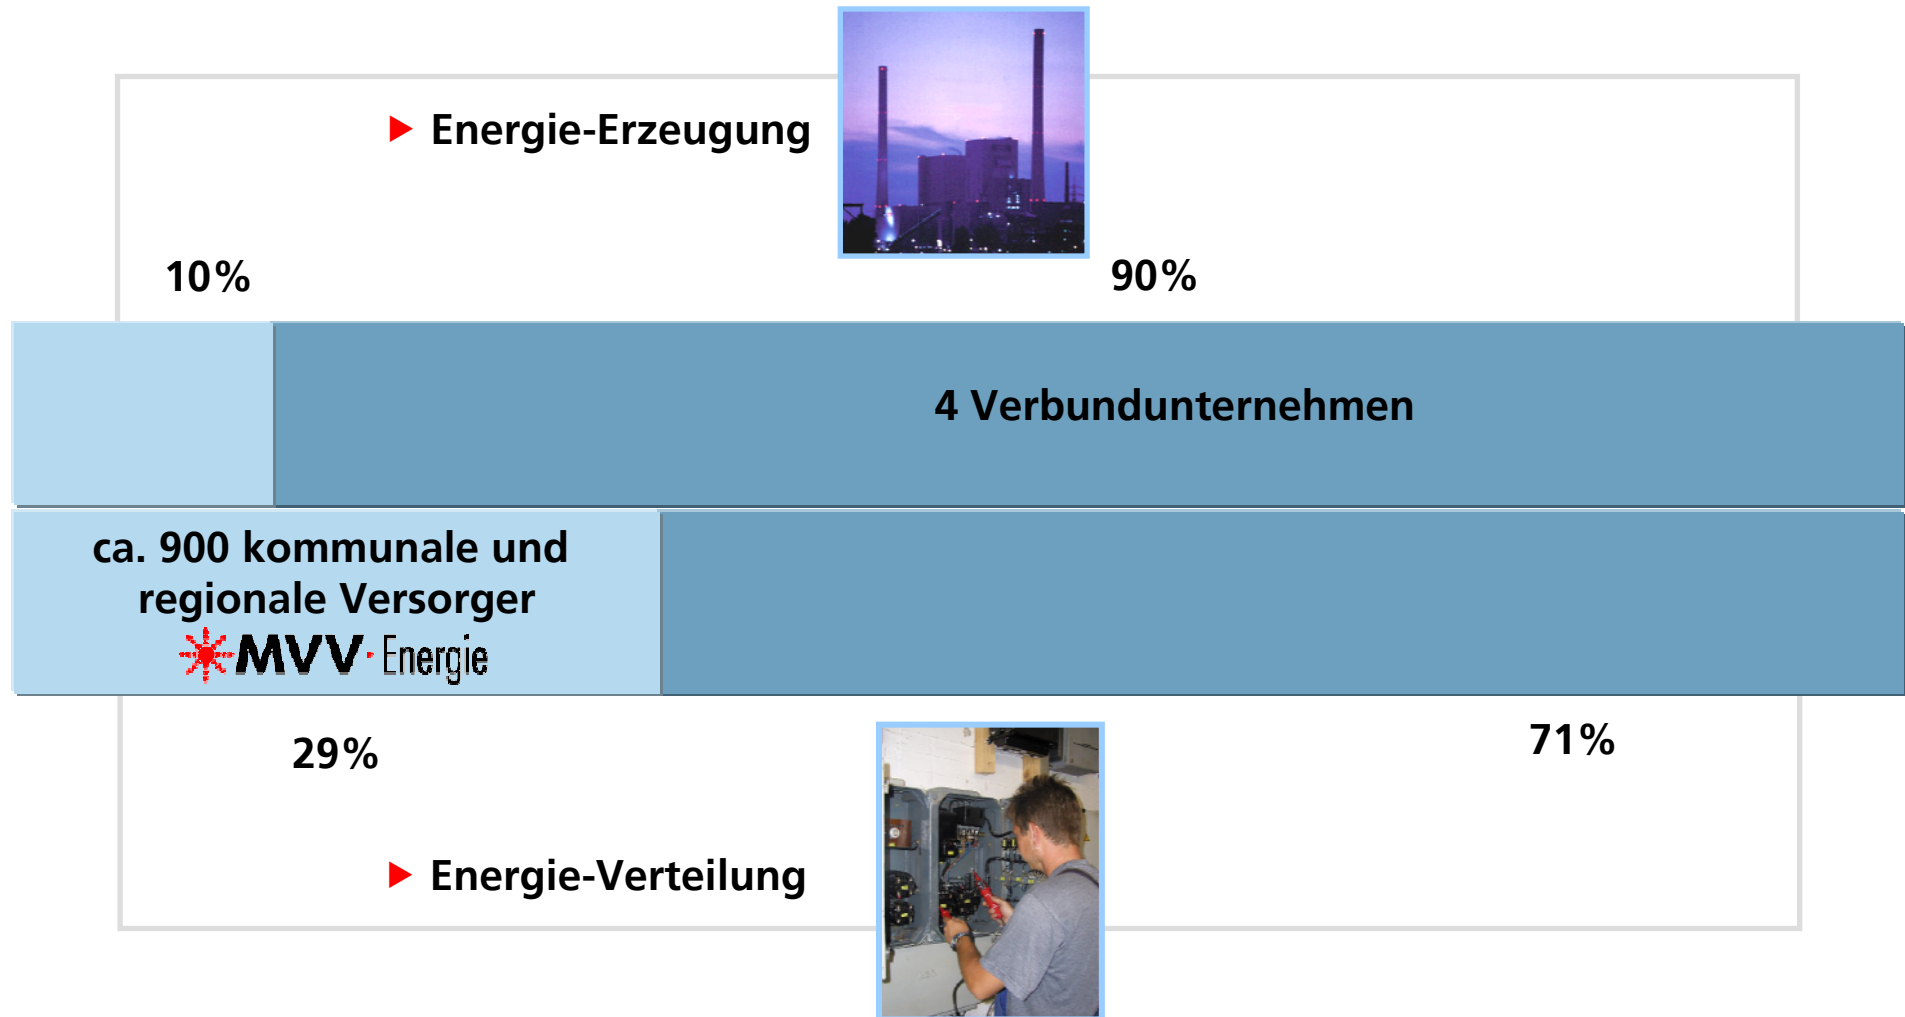 Energie-Erzeugung
10%
90%
4 Verbundunternehmen
ca. 900 kommunale und
regionale Versorger
MVV Energie
29%
71%
Energie-Verteilung